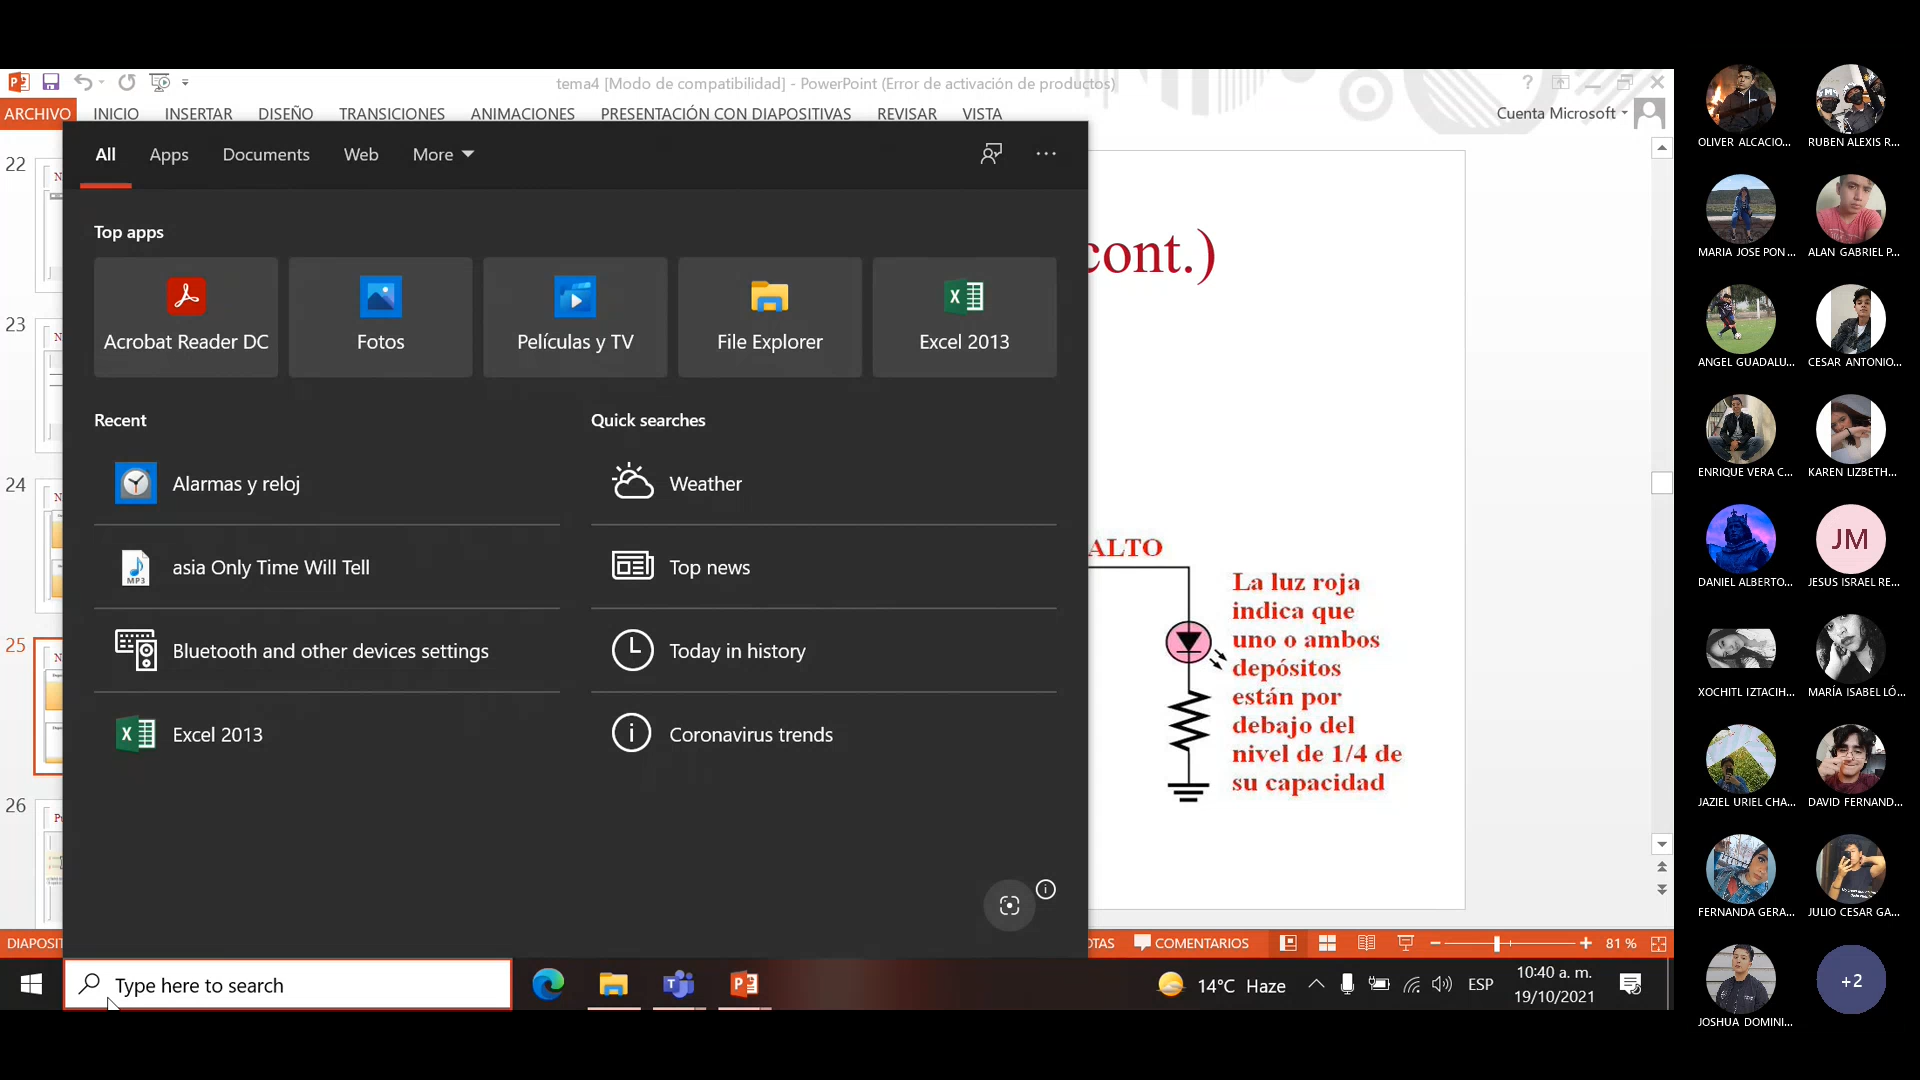 tema4 [Modo de compatibilidad] - PowerPoint (Error de activación de productos)
ARCHIVO INICIO INSERTAR DISEÑO TRANSICIONES ANIMACIONES PRESENTACIÓN CON DIAPOSITIVAS REVISAR VISTA
Cuenta Microsoft
22
23
24
25
26
All Apps Documents Web More
Top apps
Acrobat Reader DC
Fotos
Películas y TV
File Explorer
Excel 2013
Recent
Alarmas y reloj
asia Only Time Will Tell
Bluetooth and other devices settings
Excel 2013
Quick searches
Weather
Top news
Today in history
Coronavirus trends
cont.)
ALTO
La luz roja
indica que
uno o ambos
depósitos
están por
debajo del
nivel de 1/4 de
su capacidad
DIAPOSIT
OTAS COMENTARIOS 81 %
Type here to search
14°C Haze
ESP
10:40 a. m.
19/10/2021
OLIVER ALCACIO...
RUBEN ALEXIS R...
MARIA JOSE PON...
ALAN GABRIEL P...
ANGEL GUADALU...
CESAR ANTONIO...
ENRIQUE VERA C...
KAREN LIZBETH...
DANIEL ALBERTO...
JM
JESUS ISRAEL RE...
XOCHITL IZTACIH...
MARÍA ISABEL LÓ...
JAZIEL URIEL CHA...
DAVID FERNAND...
FERNANDA GERA...
JULIO CESAR GA...
JOSHUA DOMINI...
+2